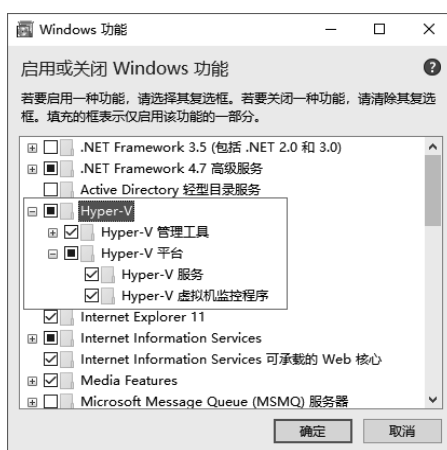 Windows 功能
启用或关闭 Windows 功能
若要启用一种功能，请选择其复选框。若要关闭一种功能，请清除其复选
框。填充的框表示仅启用该功能的一部分。
.NET Framework 3.5 (包括 .NET 2.0 和 3.0)
.NET Framework 4.7 高级服务
Active Directory 轻型目录服务
Hyper-V
Hyper-V 管理工具
Hyper-V 平台
Hyper-V 服务
Hyper-V 虚拟机监控程序
Internet Explorer 11
Internet Information Services
Internet Information Services 可承载的 Web 核心
Media Features
Microsoft Message Queue (MSMQ) 服务器
确定 取消